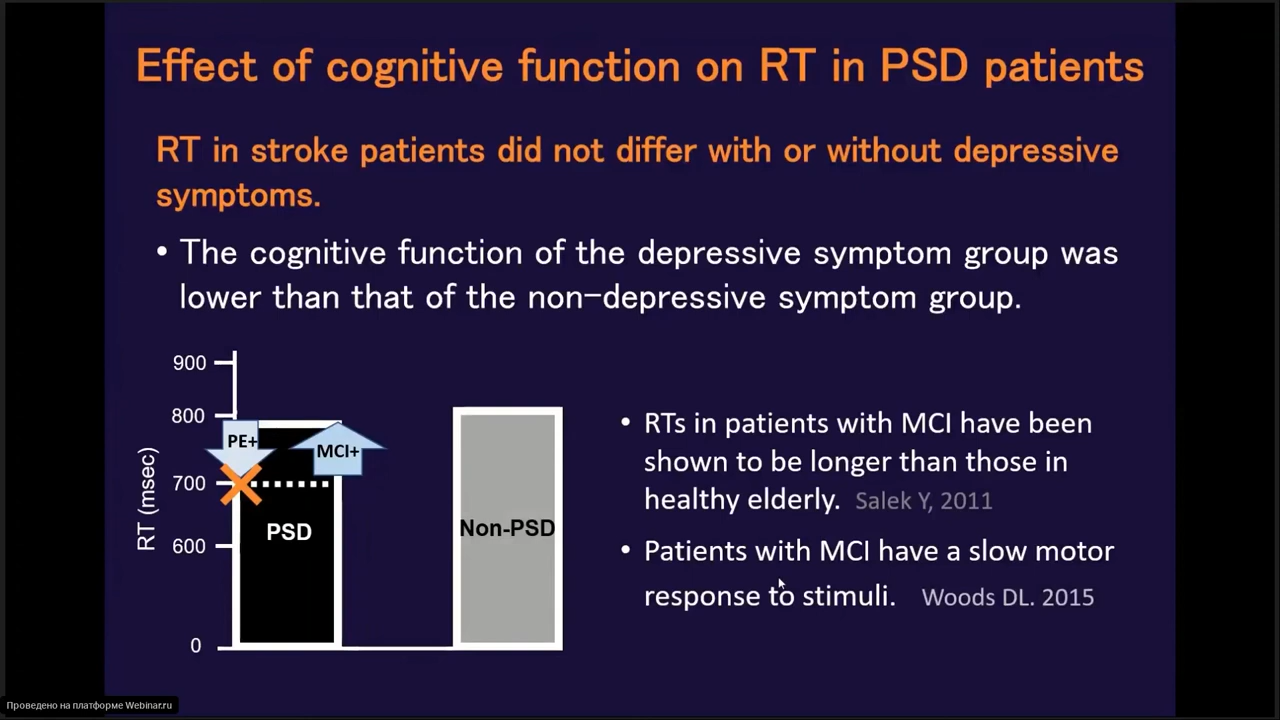 Effect of cognitive function on RT in PSD patients
RT in stroke patients did not differ with or without depressive
symptoms.
• The cognitive function of the depressive symptom group was
lower than that of the non-depressive symptom group.
900
800
700
600
0
RT (msec)
PE+
MCI+
PSD
Non-PSD
• RTs in patients with MCI have been
shown to be longer than those in
healthy elderly. Salek Y, 2011
• Patients with MCI have a slow motor
response to stimuli. Woods DL. 2015
Проведено на платформе Webinar.ru